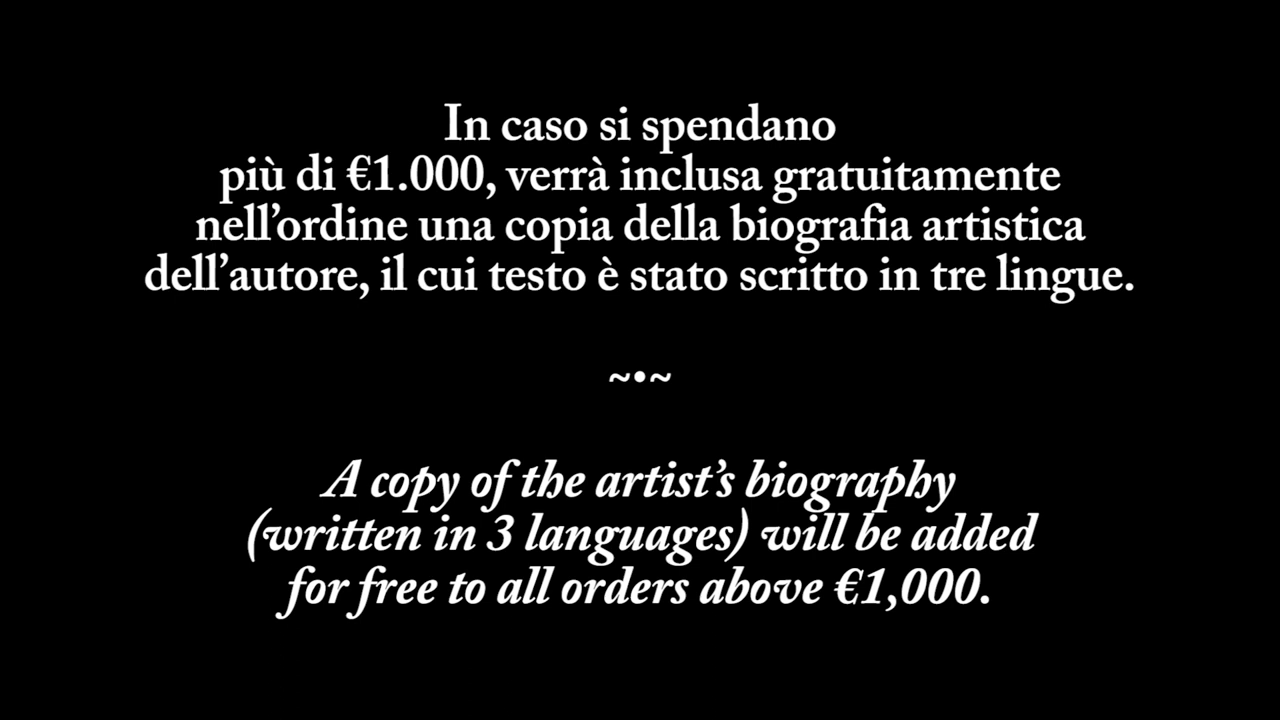 In caso si spendano
più di €1.000, verrà inclusa gratuitamente
nell’ordine una copia della biografia artistica
dell’autore, il cui testo è stato scritto in tre lingue.
~•~
A copy of the artist’s biography
(written in 3 languages) will be added
for free to all orders above €1,000.